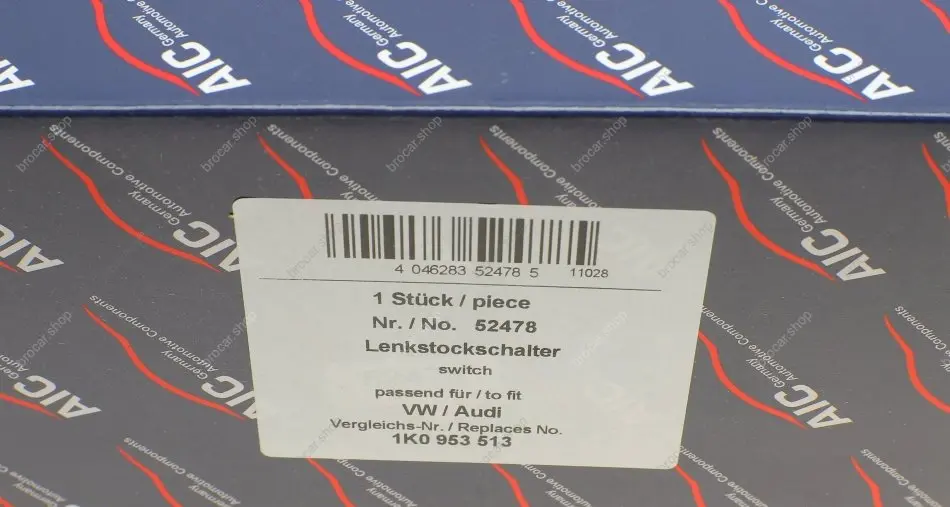 AIC Germany
Automotive Components
brocar.shop
4 046283 52478 5 11028
1 Stück / piece
Nr. / No. 52478
Lenkstockschalter
switch
passend für / to fit
VW / Audi
Vergleichs-Nr. / Replaces No.
1K0 953 513